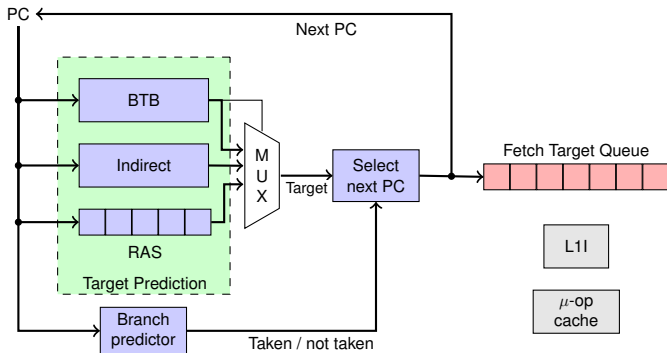 PC
Next PC
BTB
Indirect
RAS
Target Prediction
M
U
X
Target
Select
next PC
Fetch Target Queue
L1I
μ-op
cache
Branch
predictor
Taken / not taken